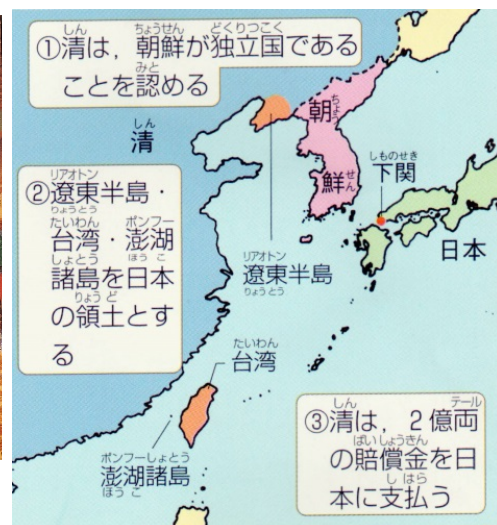 ①清は，朝鮮が独立国である
ことを認める
②遼東半島・
台湾・澎湖
諸島を日本
の領土とす
る
清
朝
鮮
下関
日本
遼東半島
台湾
澎湖諸島
③清は，2億両
の賠償金を日
本に支払う